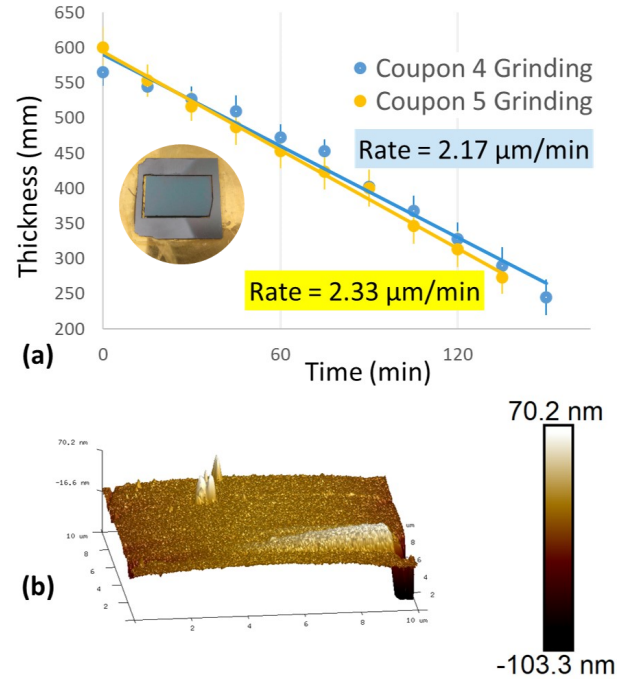 650
600
550
500
450
400
350
300
250
200
Thickness (mm)
Coupon 4 Grinding
Coupon 5 Grinding
Rate = 2.17 µm/min
Rate = 2.33 µm/min
0
60
120
Time (min)
(a)
70.2 nm
-16.6 nm
10 um
8
6
4
2
2
4
6
8
10 um
um
8
6
4
2
(b)
70.2 nm
-103.3 nm